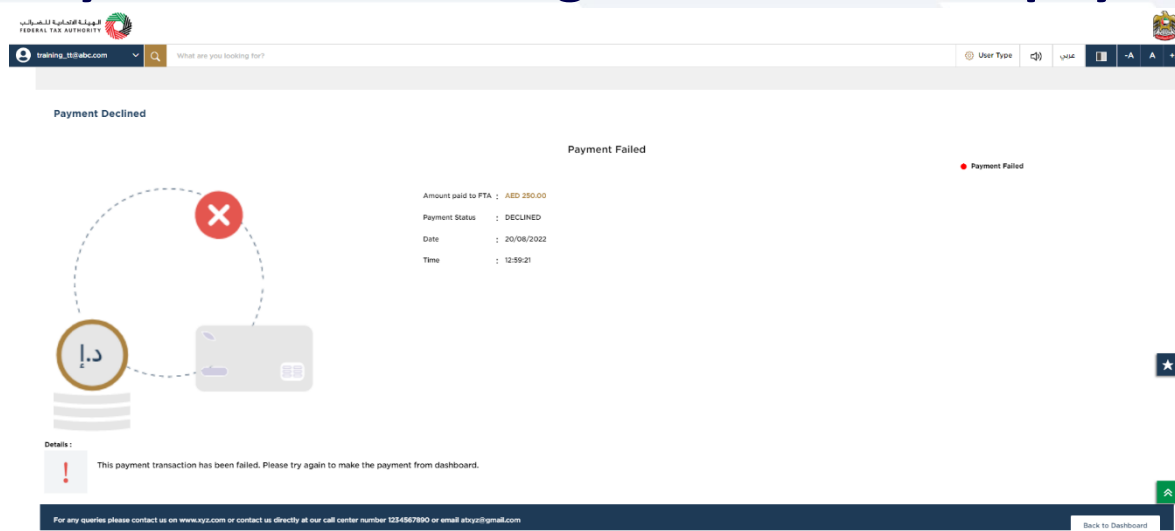 الهيئة الاتحادية للضرائب
FEDERAL TAX AUTHORITY
training_tt@abc.com
What are you looking for?
User Type
عربي
-A A +
Payment Declined
Payment Failed
Payment Failed
Amount paid to FTA : AED 250.00
Payment Status : DECLINED
Date : 20/08/2022
Time : 12:59:21
د.إ
Details :
This payment transaction has been failed. Please try again to make the payment from dashboard.
For any queries please contact us on www.xyz.com or contact us directly at our call center number 1234567890 or email atxyz@gmail.com
Back to Dashboard